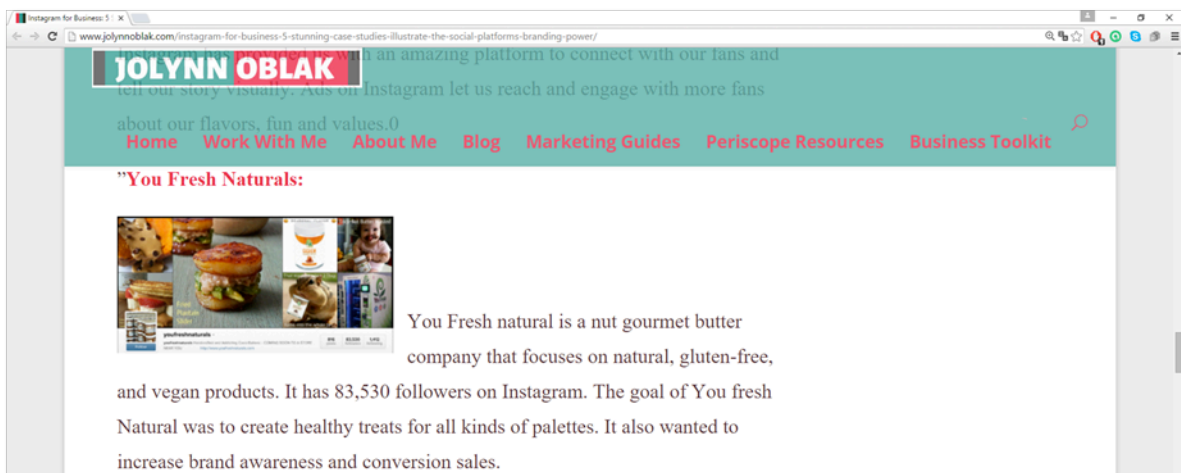 Instagram for Business: 5 S
www.jolynnoblak.com/instagram-for-business-5-stunning-case-studies-illustrate-the-social-platforms-branding-power/
Instagram has provided us with an amazing platform to connect with our fans and
JOLYNN OBLAK
tell our story visually. Ads on Instagram let us reach and engage with more fans
about our flavors, fun and values.0
Home Work With Me About Me Blog Marketing Guides Periscope Resources Business Toolkit
”You Fresh Naturals:
youfreshnaturals
You Fresh natural is a nut gourmet butter
company that focuses on natural, gluten-free,
and vegan products. It has 83,530 followers on Instagram. The goal of You fresh
Natural was to create healthy treats for all kinds of palettes. It also wanted to
increase brand awareness and conversion sales.